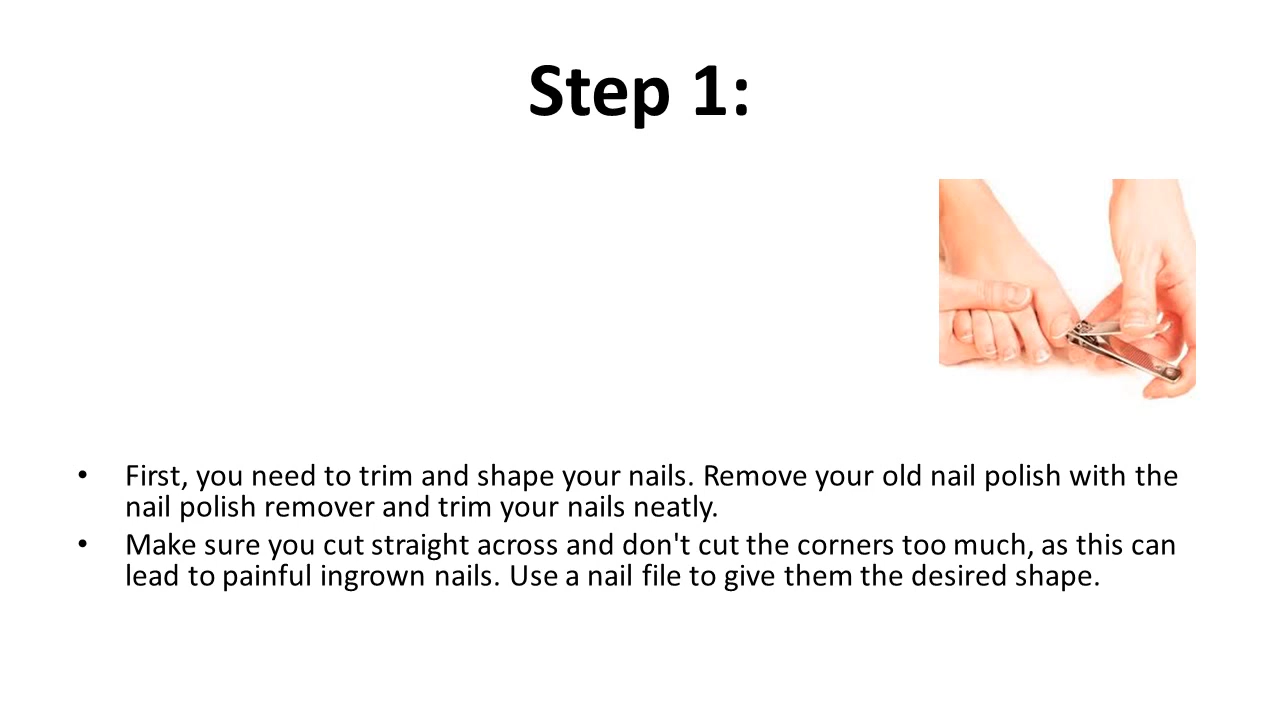 Step 1:
• First, you need to trim and shape your nails. Remove your old nail polish with the
nail polish remover and trim your nails neatly.
• Make sure you cut straight across and don't cut the corners too much, as this can
lead to painful ingrown nails. Use a nail file to give them the desired shape.